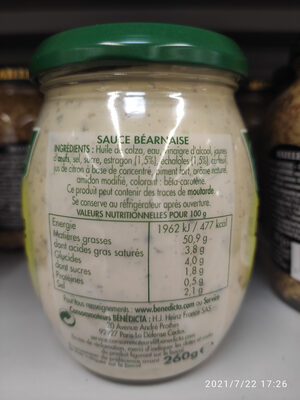 SAUCE BÉARNAISE
INGRÉDIENTS : Huile de colza, eau, vinaigre d'alcool, jaunes
d'œufs, sel, sucre, estragon (1,5%), échalotes (1,5%), cerfeuil,
jus de citron à base de concentré, piment fort, arôme naturel,
amidon modifié, colorant : bêta-carotène.
Ce produit peut contenir des traces de moutarde.
Se conserve au réfrigérateur après ouverture.
VALEURS NUTRITIONNELLES POUR 100 g
Energie 1962 kJ / 477 kcal
Matières grasses 50,9 g
dont acides gras saturés 3,8 g
Glucides 4,0 g
dont sucres 1,8 g
Protéines 0,5 g
Sel 2,1 g
Pour tous renseignements : www.benedicta.com ou Service
Consommateurs BÉNÉDICTA : H.J. Heinz France SAS
20 Avenue André Prothin
Paris La Défense Cedex
260g e
2021/7/22 17:26